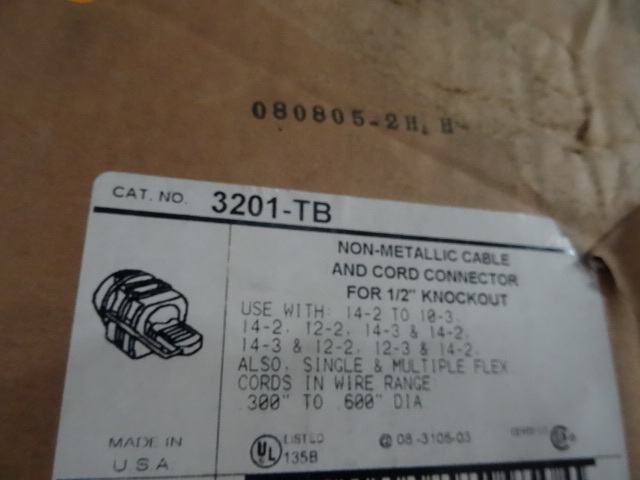 080805-2H, H-
CAT. NO. 3201-TB
NON-METALLIC CABLE
AND CORD CONNECTOR
FOR 1/2" KNOCKOUT
USE WITH: 14-2 TO 10-3,
14-2, 12-2, 14-3 & 14-2,
14-3 & 12-2, 12-3 & 14-2.
ALSO, SINGLE & MULTIPLE FLEX
CORDS IN WIRE RANGE
.300" TO .600" DIA
MADE IN
U.S.A.
UL LISTED
135B
08-3105-03